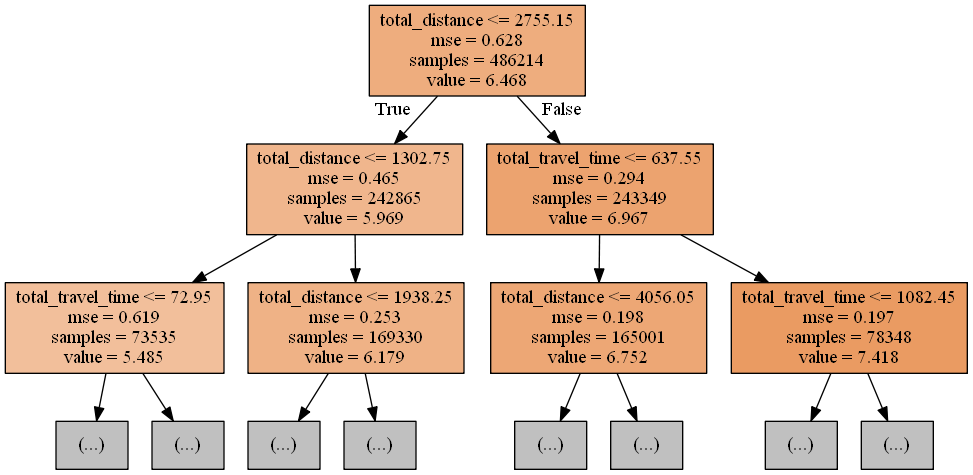 total_distance <= 2755.15
mse = 0.628
samples = 486214
value = 6.468
True
False
total_distance <= 1302.75
mse = 0.465
samples = 242865
value = 5.969
total_travel_time <= 637.55
mse = 0.294
samples = 243349
value = 6.967
total_travel_time <= 72.95
mse = 0.619
samples = 73535
value = 5.485
total_distance <= 1938.25
mse = 0.253
samples = 169330
value = 6.179
total_distance <= 4056.05
mse = 0.198
samples = 165001
value = 6.752
total_travel_time <= 1082.45
mse = 0.197
samples = 78348
value = 7.418
(...)
(...)
(...)
(...)
(...)
(...)
(...)
(...)